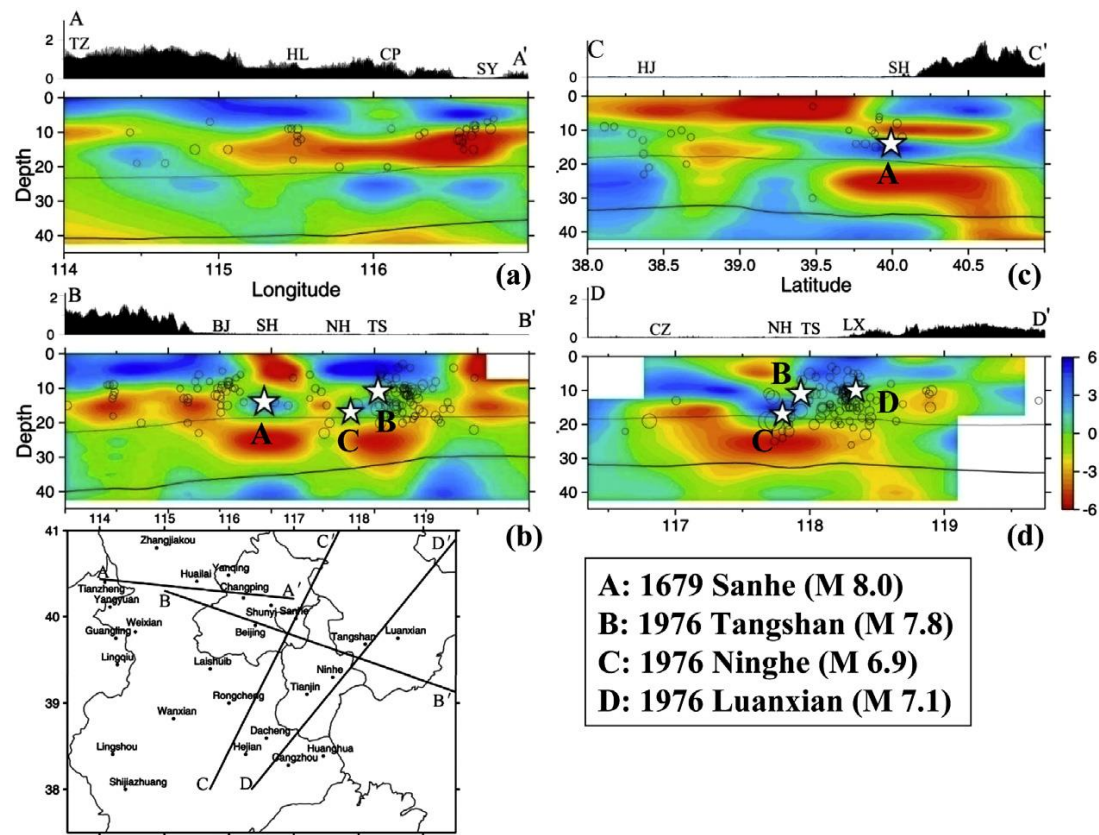 A
2
TZ
HL
CP
SY
A'
0
0
10
20
30
40
Depth
114
115
116
Longitude
(a)
C
2
HJ
SH
C'
0
0
10
20
30
40
A
38.0
38.5
39.0
39.5
40.0
40.5
Latitude
(c)
B
2
BJ
SH
NH
TS
B'
0
0
10
20
30
40
Depth
A
C
B
114
115
116
117
118
119
(b)
D
2
CZ
NH
TS
LX
D'
0
0
10
20
30
40
B
C
D
117
118
119
(d)
6
3
0
-3
-6
41
40
39
38
Zhangjiakou
A
Tianzheng
Yangyuan
Guangling
Weixian
Lingqiu
Huailai
Yanqing
Changping
A'
B
Shunyi
Sanhe
Beijing
Laishuib
Rongcheng
Wanxian
Lingshou
Shijiazhuang
C'
D'
Tangshan
Luanxian
Ninhe
Tianjin
B'
Dacheng
Hejian
Huanghua
Cangzhou
C
D
A: 1679 Sanhe (M 8.0)
B: 1976 Tangshan (M 7.8)
C: 1976 Ninghe (M 6.9)
D: 1976 Luanxian (M 7.1)